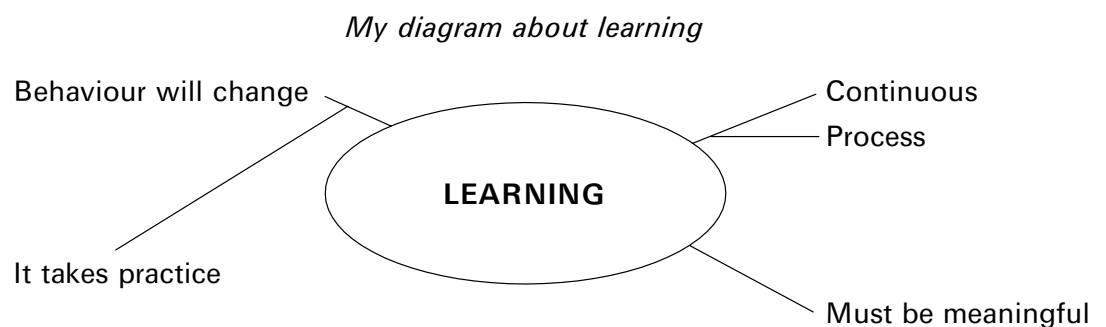 My diagram about learning
Behaviour will change
Continuous
Process
LEARNING
It takes practice
Must be meaningful